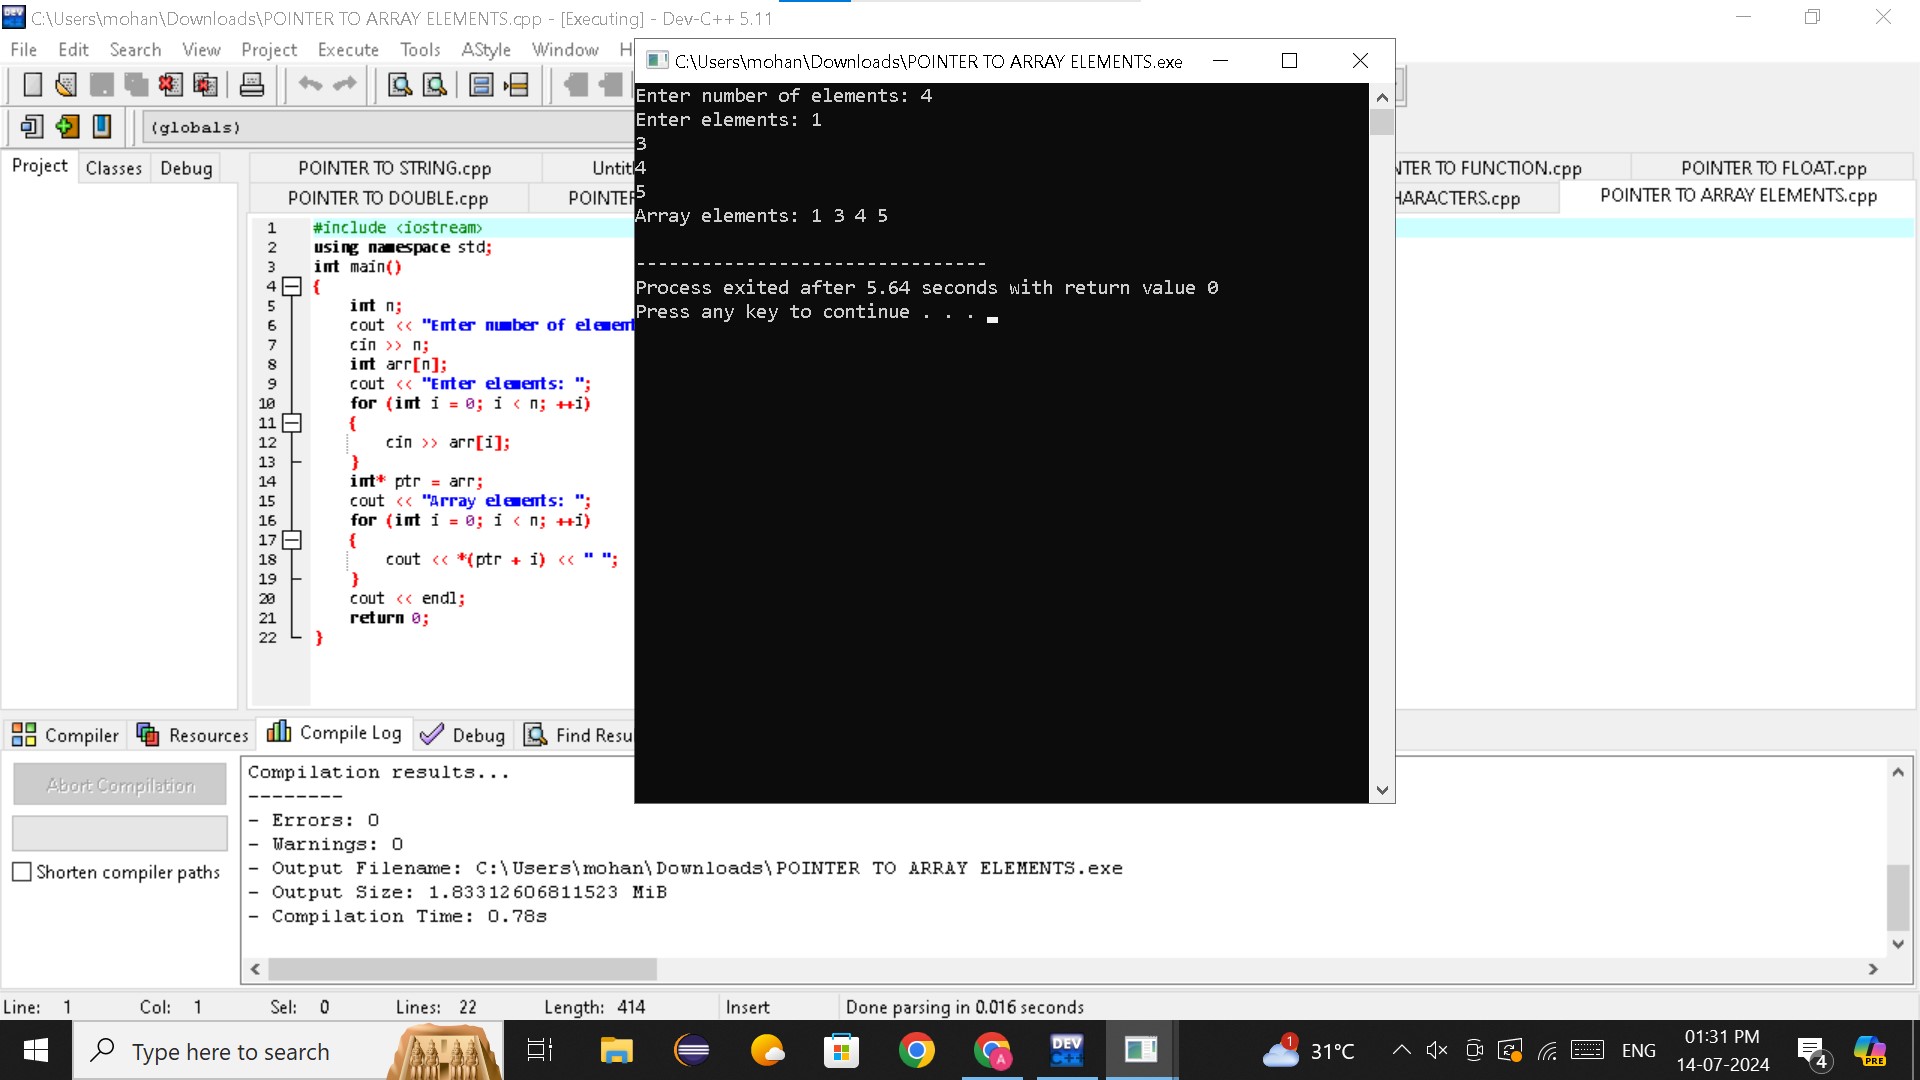 C:\Users\mohan\Downloads\POINTER TO ARRAY ELEMENTS.cpp - [Executing] - Dev-C++ 5.11
File Edit Search View Project Execute Tools AStyle Window H
C:\Users\mohan\Downloads\POINTER TO ARRAY ELEMENTS.exe
(globals)
Project Classes Debug
POINTER TO STRING.cpp Untit NTER TO FUNCTION.cpp POINTER TO FLOAT.cpp
POINTER TO DOUBLE.cpp POINTER HARACTERS.cpp POINTER TO ARRAY ELEMENTS.cpp
1 #include <iostream>
2 using namespace std;
3 int main()
4 {
5 int n;
6 cout << "Enter number of element
7 cin >> n;
8 int arr[n];
9 cout << "Enter elements: ";
10 for (int i = 0; i < n; ++i)
11 {
12 cin >> arr[i];
13 }
14 int* ptr = arr;
15 cout << "Array elements: ";
16 for (int i = 0; i < n; ++i)
17 {
18 cout << *(ptr + i) << " ";
19 }
20 cout << endl;
21 return 0;
22 }
Enter number of elements: 4
Enter elements: 1
3
4
5
Array elements: 1 3 4 5
--------------------------------
Process exited after 5.64 seconds with return value 0
Press any key to continue . . .
Compiler Resources Compile Log Debug Find Resu
Abort Compilation
Shorten compiler paths
Compilation results...
--------
- Errors: 0
- Warnings: 0
- Output Filename: C:\Users\mohan\Downloads\POINTER TO ARRAY ELEMENTS.exe
- Output Size: 1.83312606811523 MiB
- Compilation Time: 0.78s
Line: 1 Col: 1 Sel: 0 Lines: 22 Length: 414 Insert Done parsing in 0.016 seconds
Type here to search
DEV C++
1 31°C ENG
01:31 PM
14-07-2024
4
PRE